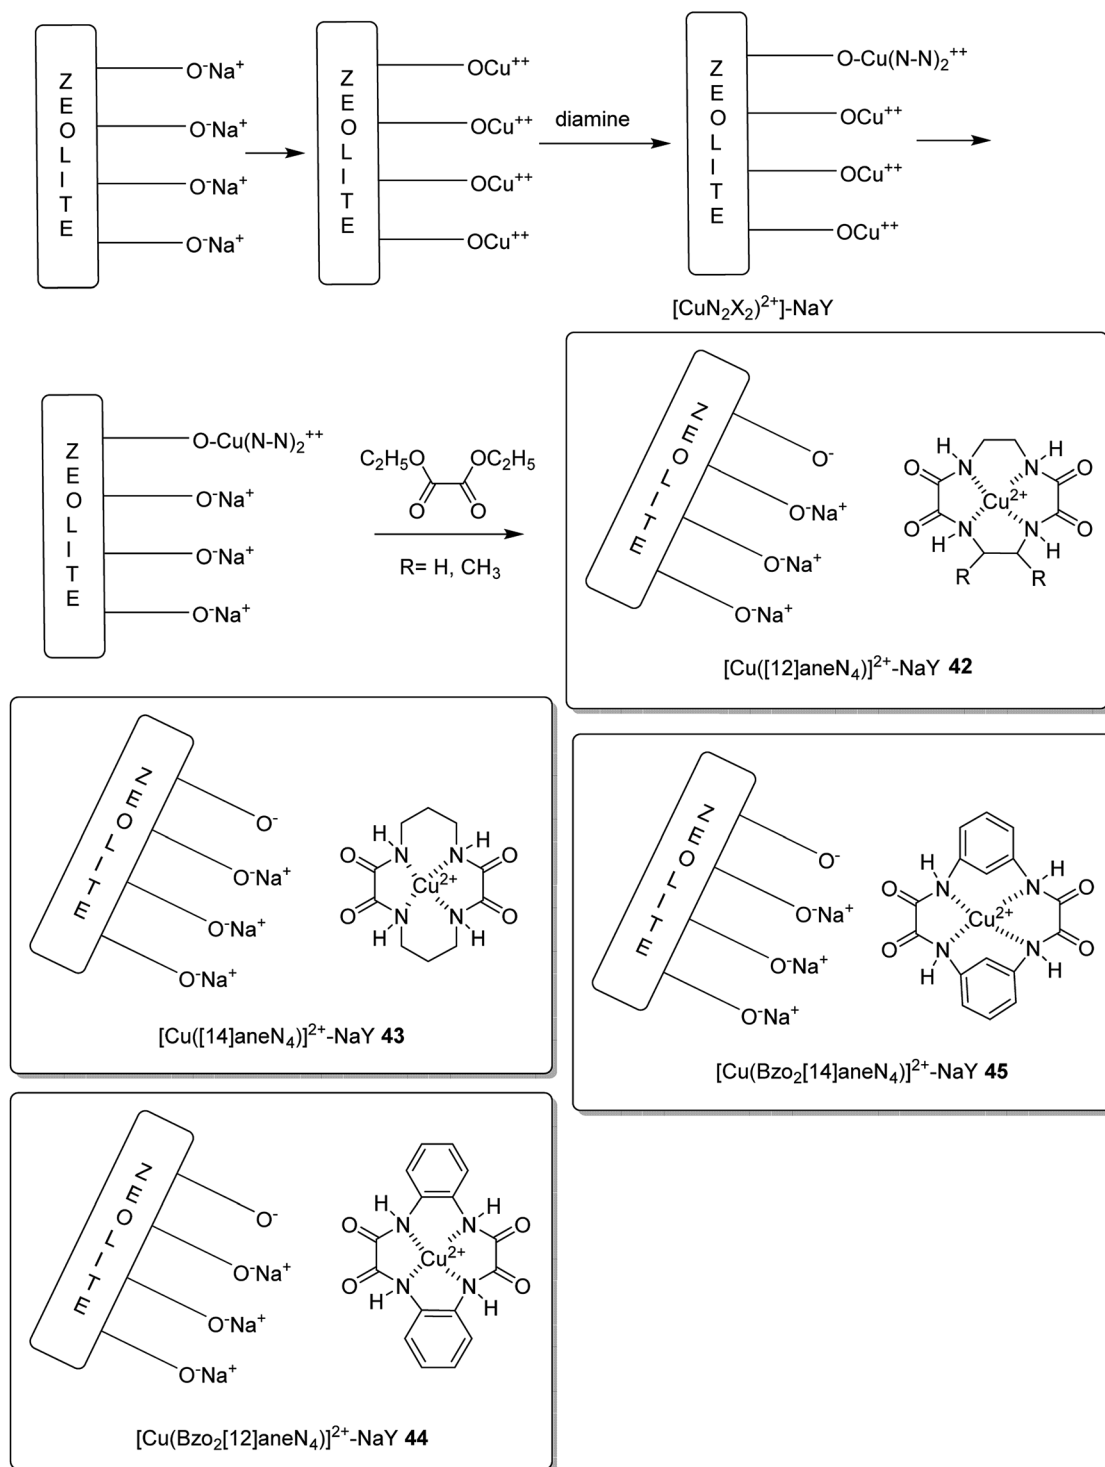 ZEOLITE
O⁻Na⁺
O⁻Na⁺
O⁻Na⁺
O⁻Na⁺
ZEOLITE
OCu⁺⁺
OCu⁺⁺
OCu⁺⁺
OCu⁺⁺
diamine
ZEOLITE
O-Cu(N-N)₂⁺⁺
OCu⁺⁺
OCu⁺⁺
OCu⁺⁺
[CuN₂X₂)²⁺]-NaY
ZEOLITE
O-Cu(N-N)₂⁺⁺
O⁻Na⁺
O⁻Na⁺
O⁻Na⁺
C₂H₅O OC₂H₅
O O
R= H, CH₃
ZEOLITE
O⁻
O⁻Na⁺
O⁻Na⁺
O⁻Na⁺
H H
O N N O
Cu²⁺
O N N O
H H
R R
[Cu([12]aneN₄)]²⁺-NaY 42
ZEOLITE
O⁻
O⁻Na⁺
O⁻Na⁺
O⁻Na⁺
H H
O N N O
Cu²⁺
O N N O
H H
[Cu([14]aneN₄)]²⁺-NaY 43
ZEOLITE
O⁻
O⁻Na⁺
O⁻Na⁺
O⁻Na⁺
H H
O N N O
Cu²⁺
O N N O
H H
[Cu(Bzo₂[14]aneN₄)]²⁺-NaY 45
ZEOLITE
O⁻
O⁻Na⁺
O⁻Na⁺
O⁻Na⁺
H H
O N N O
Cu²⁺
O N N O
H H
[Cu(Bzo₂[12]aneN₄)]²⁺-NaY 44